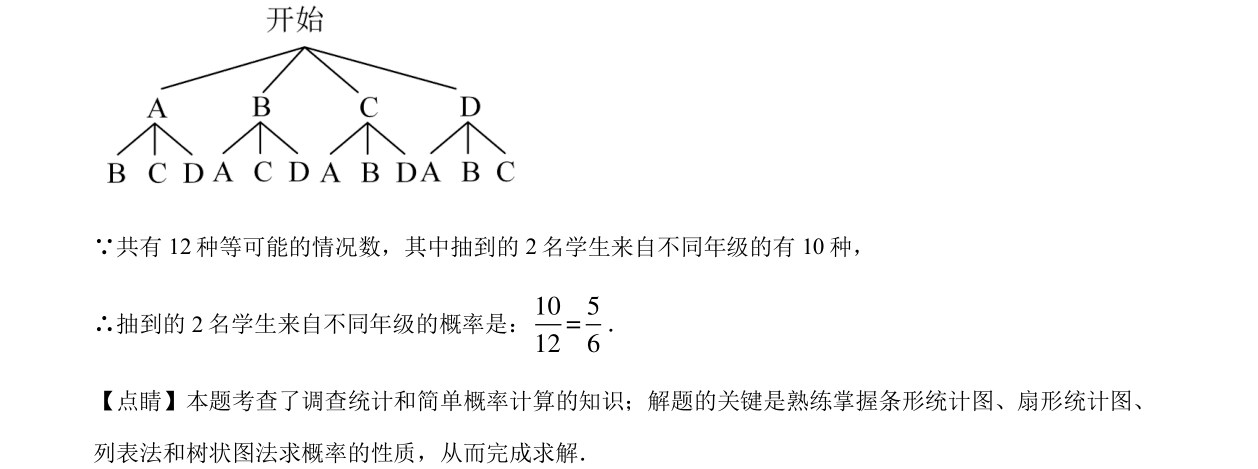 开始
A B C D
B C D A C D A B D A B C
∵共有 12 种等可能的情况数，其中抽到的 2 名学生来自不同年级的有 10 种，
∴抽到的 2 名学生来自不同年级的概率是：10/12=5/6．
【点睛】本题考查了调查统计和简单概率计算的知识；解题的关键是熟练掌握条形统计图、扇形统计图、
列表法和树状图法求概率的性质，从而完成求解．